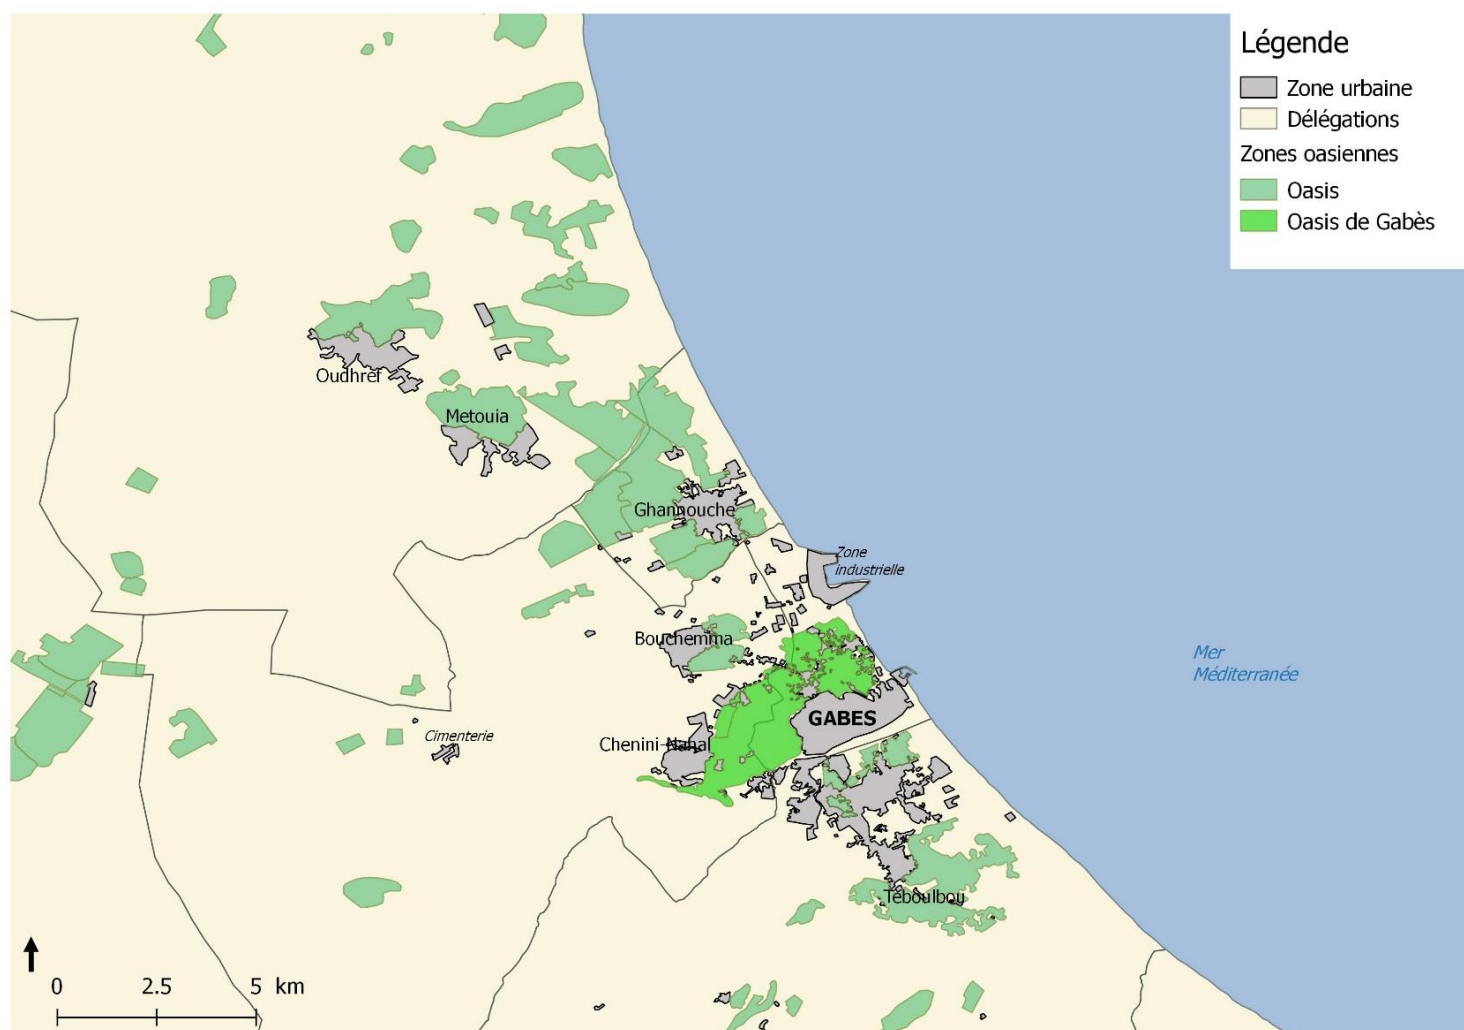 Légende
Zone urbaine
Délégations
Zones oasiennes
Oasis
Oasis de Gabès
Oudhref
Metouia
Ghannouche
Zone
industrielle
Bouchemma
Mer
Méditerranée
GABES
Cimenterie
Chenini-Nahal
Téboulbou
0 2.5 5 km